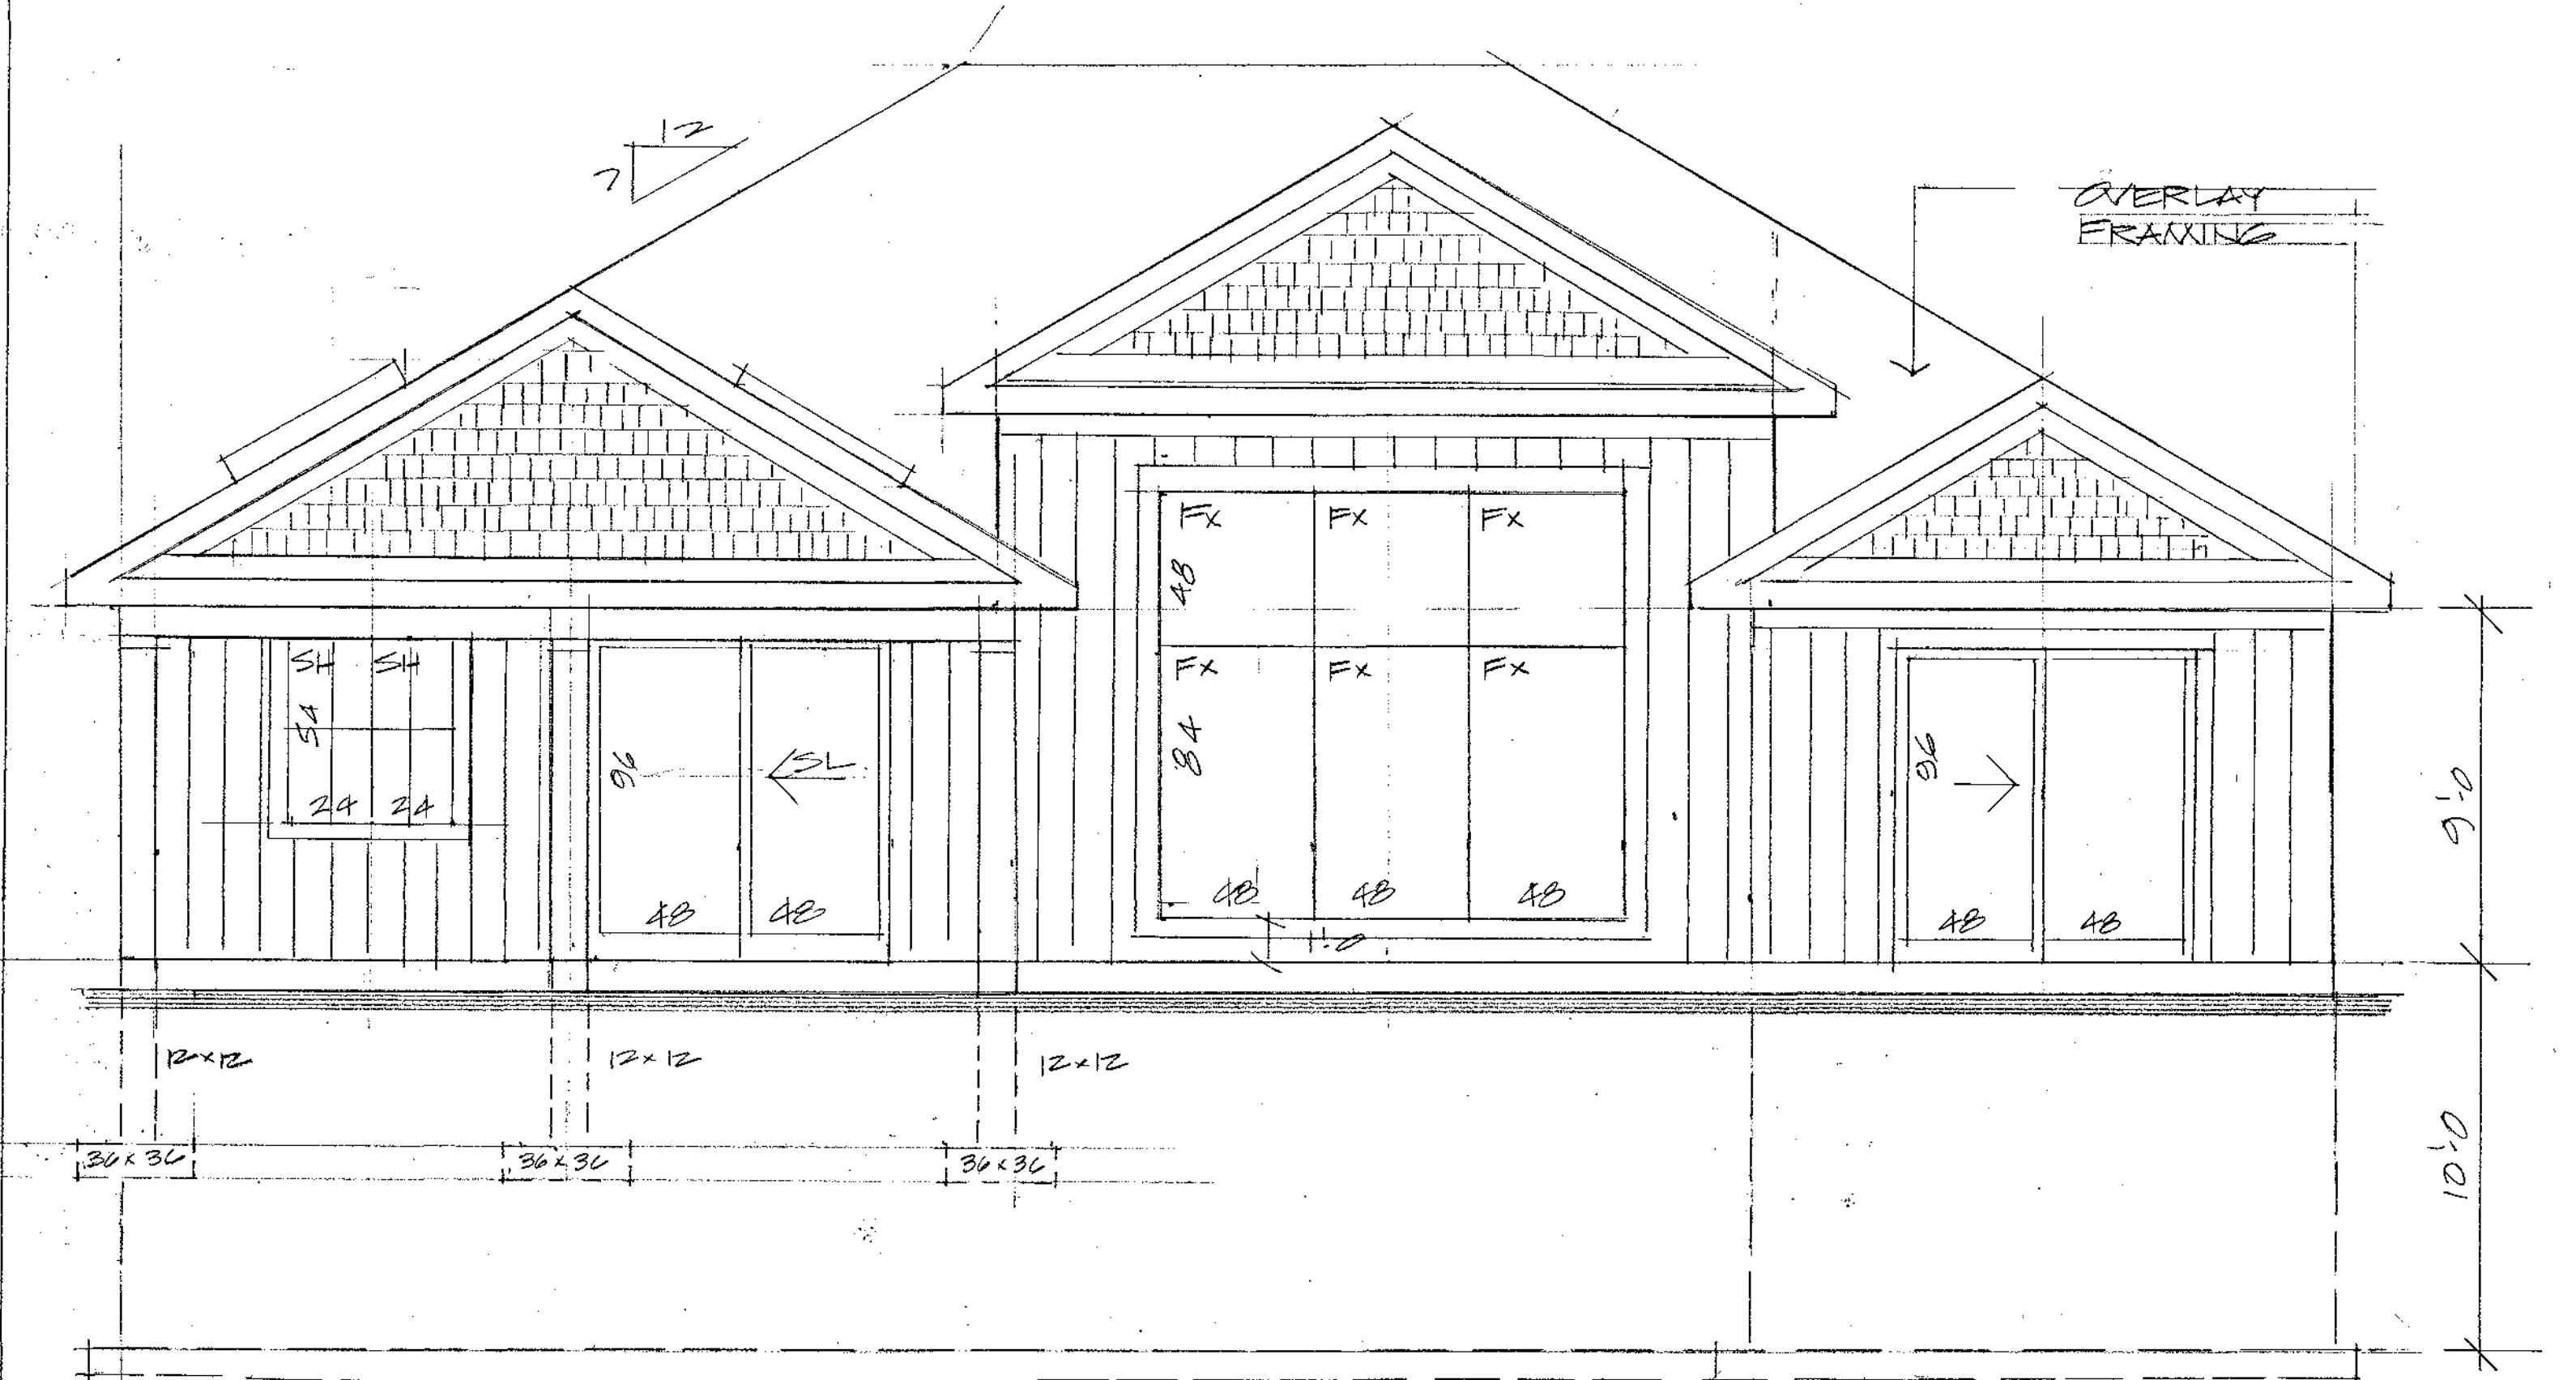 12
7
OVERLAY
FRAMING
FX FX FX
48
SH SH
54
24 24
96
SL
48 48
FX FX FX
84
48 48 48
1'-0
96
48 48
9'-0
12x12 12x12 12x12
36x36 36x36 36x36
10'-0